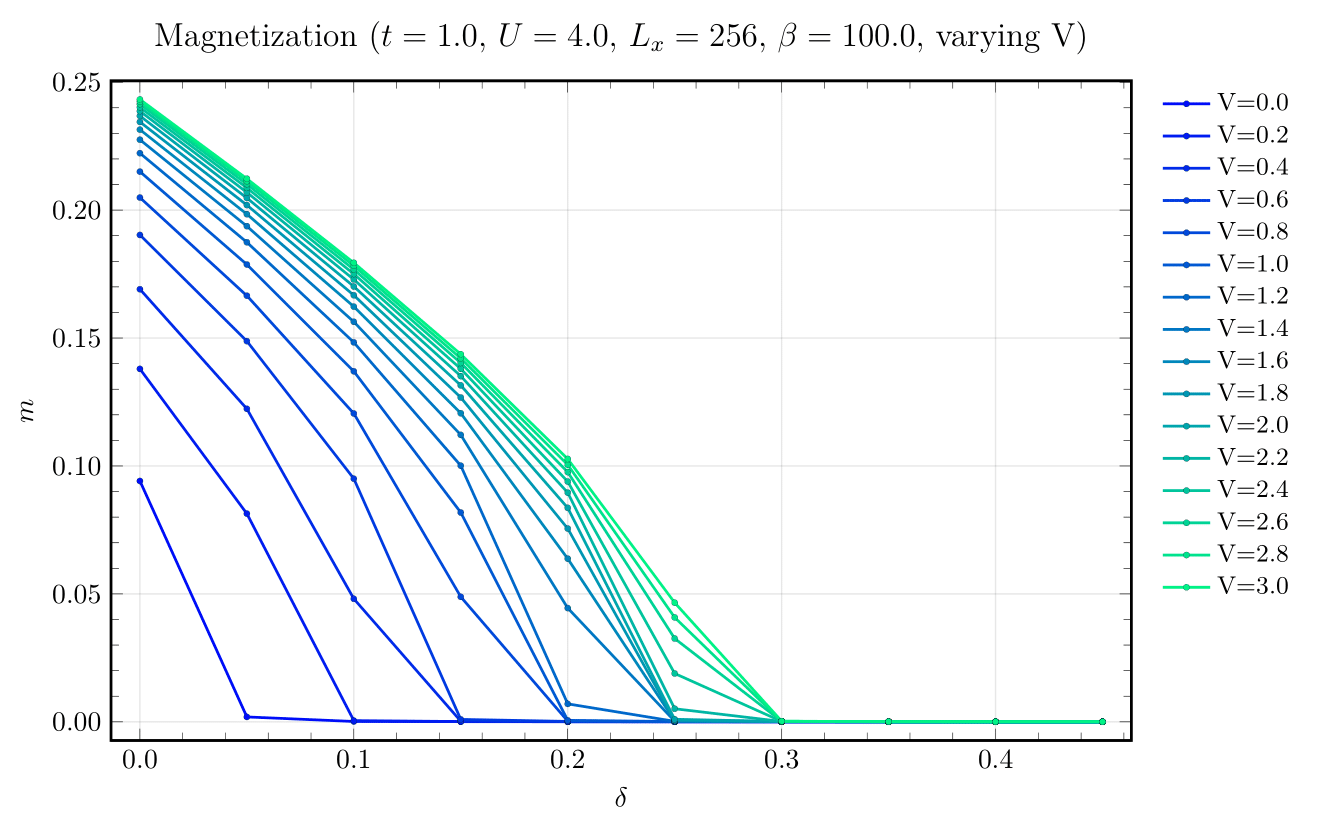 Magnetization (t = 1.0, U = 4.0, Lₓ = 256, β = 100.0, varying V)
0.25
0.20
0.15
0.10
0.05
0.00
m
0.0 0.1 0.2 0.3 0.4
δ
V=0.0
V=0.2
V=0.4
V=0.6
V=0.8
V=1.0
V=1.2
V=1.4
V=1.6
V=1.8
V=2.0
V=2.2
V=2.4
V=2.6
V=2.8
V=3.0